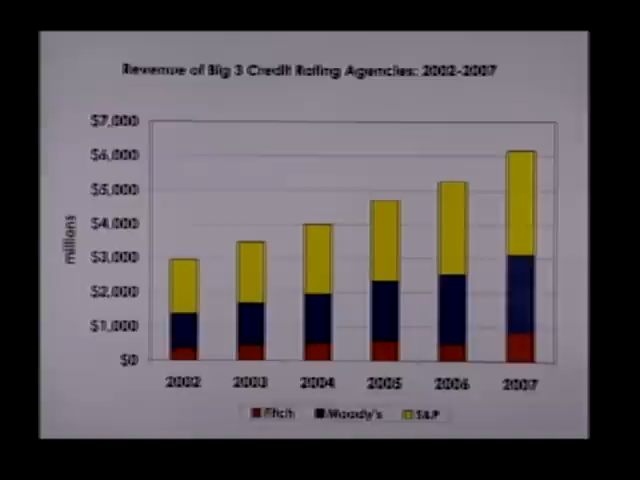 Revenue of Big 3 Credit Rating Agencies: 2002-2007
$7,000
$6,000
$5,000
$4,000
$3,000
$2,000
$1,000
$0
millions
2002 2003 2004 2005 2006 2007
Fitch Moody's S&P